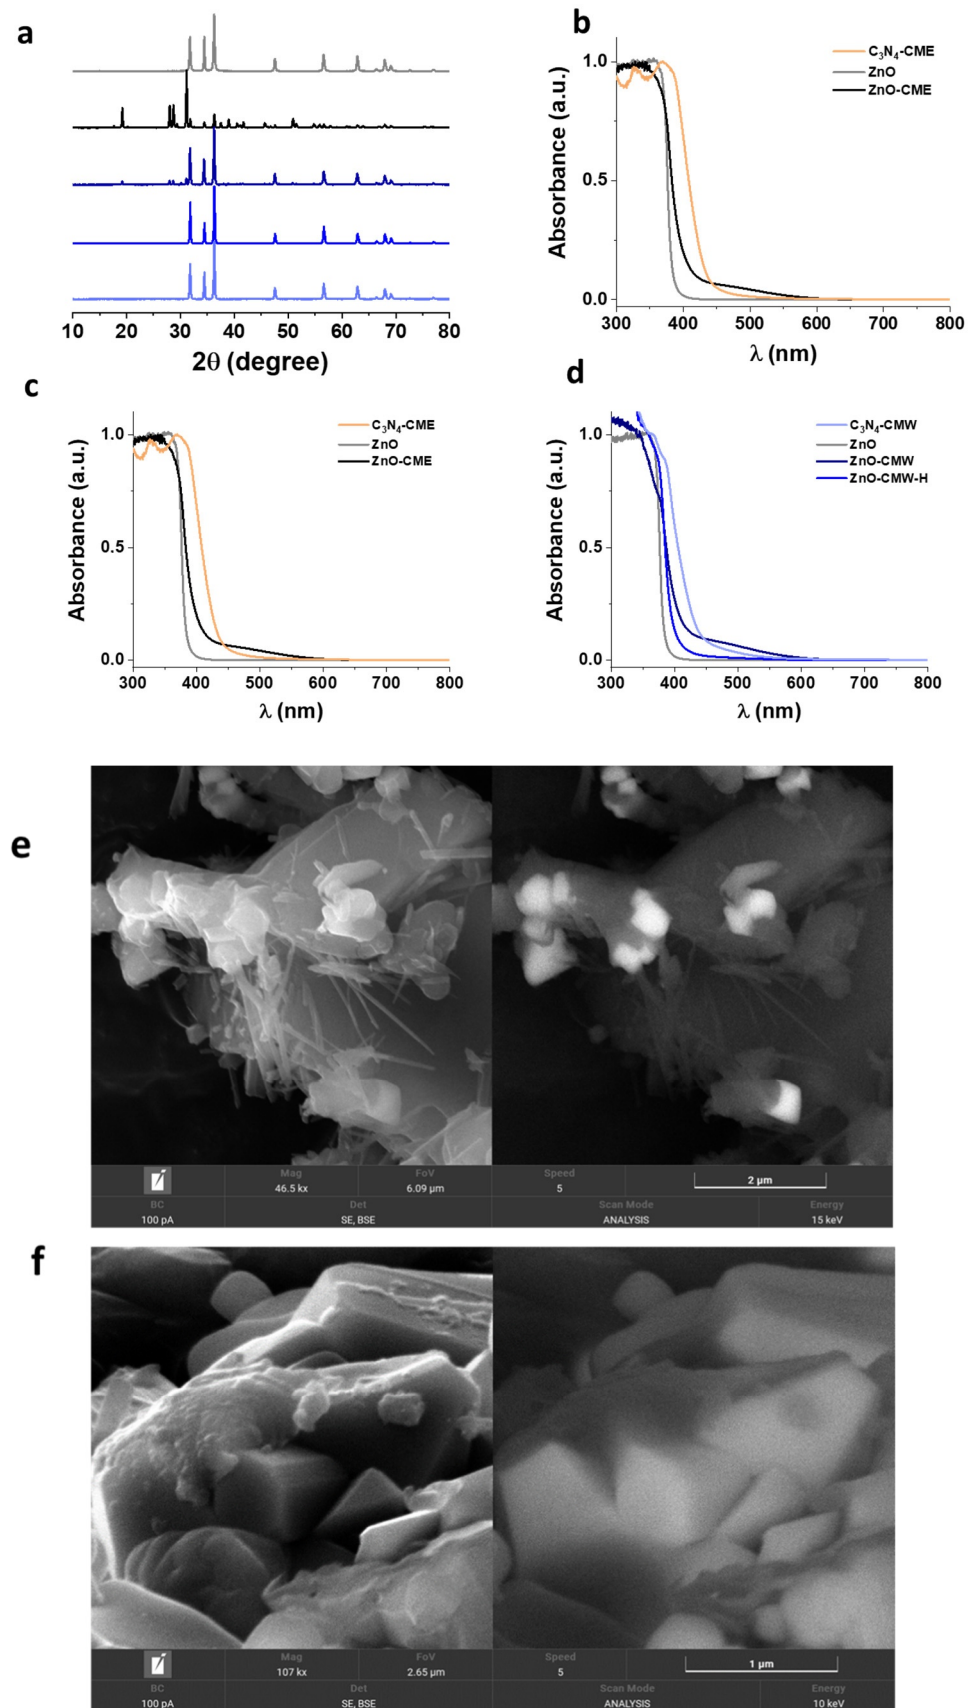 a
10 20 30 40 50 60 70 80
2θ (degree)
b
C₃N₄-CME
ZnO
ZnO-CME
1.0
0.5
0.0
Absorbance (a.u.)
300 400 500 600 700 800
λ (nm)
c
C₃N₄-CME
ZnO
ZnO-CME
1.0
0.5
0.0
Absorbance (a.u.)
300 400 500 600 700 800
λ (nm)
d
C₃N₄-CMW
ZnO
ZnO-CMW
ZnO-CMW-H
1.0
0.5
0.0
Absorbance (a.u.)
300 400 500 600 700 800
λ (nm)
e
Mag FoV Speed 2 μm
46.5 kx 6.09 μm 5
BC Det Scan Mode Energy
100 pA SE, BSE ANALYSIS 15 keV
f
Mag FoV Speed 1 μm
107 kx 2.65 μm 5
BC Det Scan Mode Energy
100 pA SE, BSE ANALYSIS 10 keV